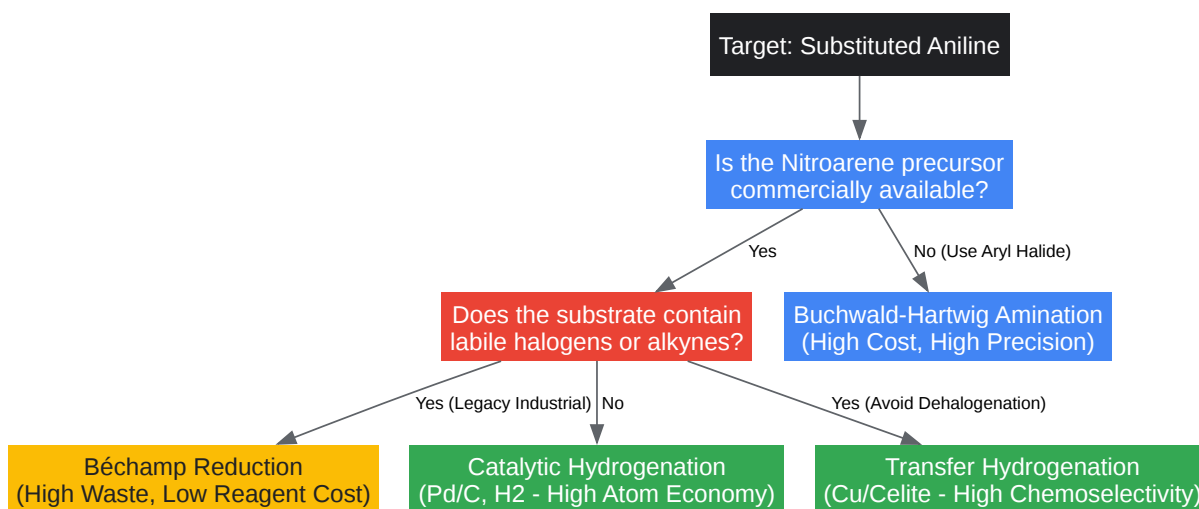 Target: Substituted Aniline
Is the Nitroarene precursor
commercially available?
Yes
No (Use Aryl Halide)
Does the substrate contain
labile halogens or alkynes?
Buchwald-Hartwig Amination
(High Cost, High Precision)
Yes (Legacy Industrial)
No
Yes (Avoid Dehalogenation)
Béchamp Reduction
(High Waste, Low Reagent Cost)
Catalytic Hydrogenation
(Pd/C, H2 - High Atom Economy)
Transfer Hydrogenation
(Cu/Celite - High Chemoselectivity)